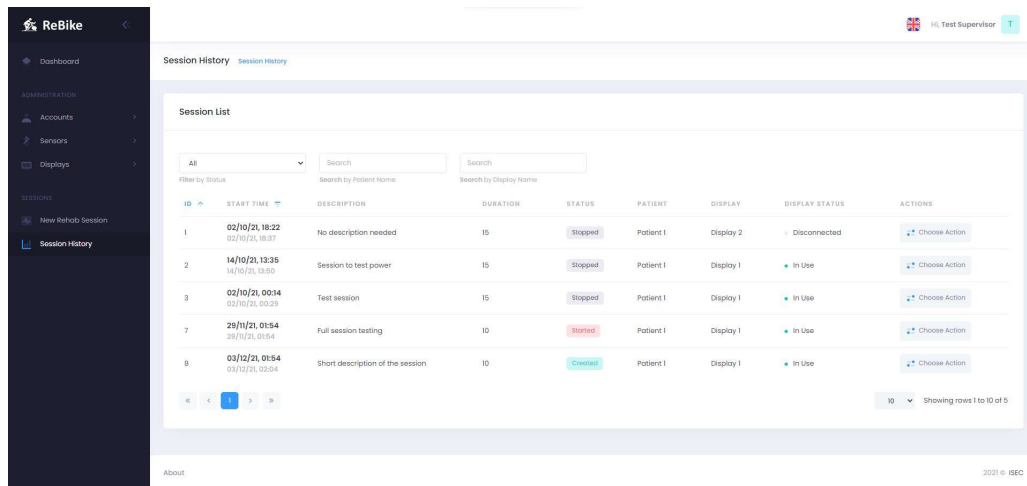 ReBike
Hi, Test Supervisor T
Dashboard
Session History Session History
ADMINISTRATION
Accounts
Sensors
Displays
SESSIONS
New Rehab Session
Session History
Session List
All Search Search
Filter by Status Search by Patient Name Search by Display Name
ID START TIME DESCRIPTION DURATION STATUS PATIENT DISPLAY DISPLAY STATUS ACTIONS
1 02/10/21, 18:22 No description needed 15 Stopped Patient 1 Display 2 Disconnected Choose Action
02/10/21, 18:37
2 14/10/21, 13:35 Session to test power 15 Stopped Patient 1 Display 1 In Use Choose Action
14/10/21, 13:50
3 02/10/21, 00:14 Test session 15 Stopped Patient 1 Display 1 In Use Choose Action
02/10/21, 00:29
7 29/11/21, 01:54 Full session testing 10 Started Patient 1 Display 1 In Use Choose Action
29/11/21, 01:54
8 03/12/21, 01:54 Short description of the session 10 Created Patient 1 Display 1 In Use Choose Action
03/12/21, 02:04
« < 1 > » 10 Showing rows 1 to 10 of 5
About 2021 © ISEC